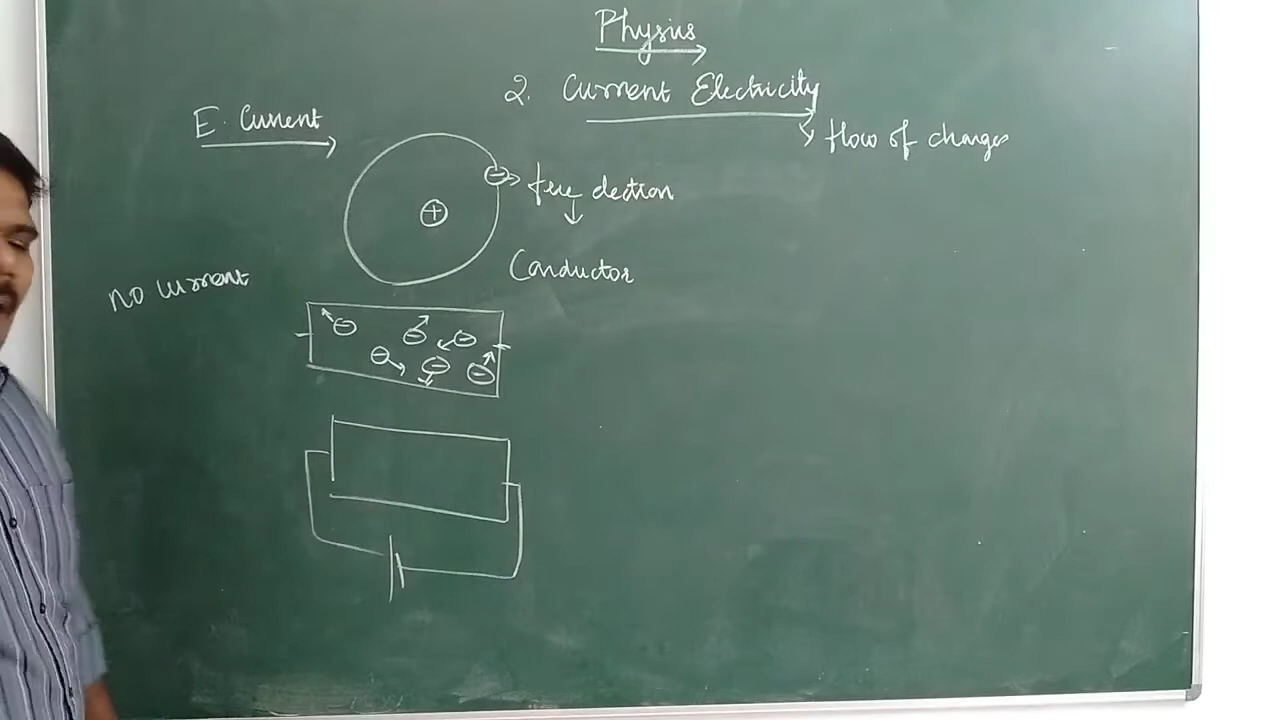 Physics
2. Current Electricity
flow of charges
E. Current
⊖ free electron
⊕
Conductor
no current
⊖ ⊖ ⊖
⊖ ⊖ ⊖